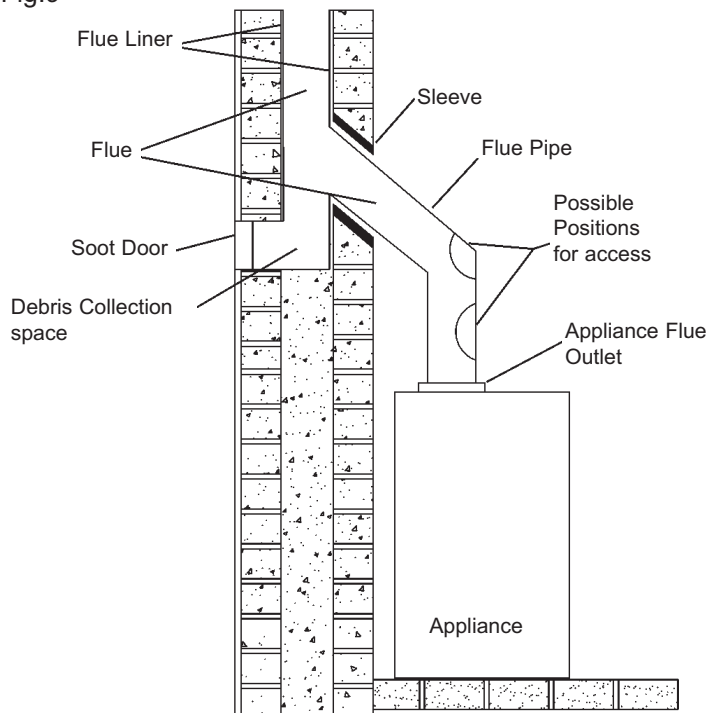 Flue Liner
Sleeve
Flue
Flue Pipe
Possible
Positions
for access
Soot Door
Debris Collection
space
Appliance Flue
Outlet
Appliance